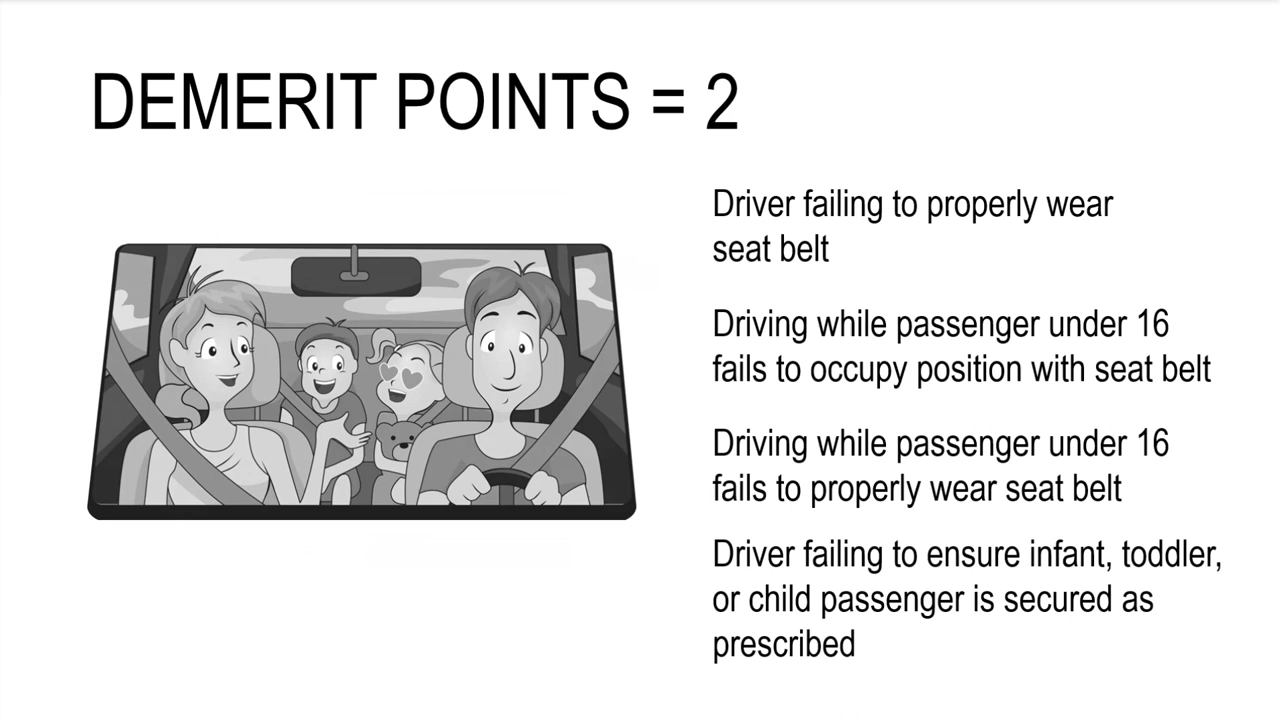 DEMERIT POINTS = 2
Driver failing to properly wear
seat belt
Driving while passenger under 16
fails to occupy position with seat belt
Driving while passenger under 16
fails to properly wear seat belt
Driver failing to ensure infant, toddler,
or child passenger is secured as
prescribed